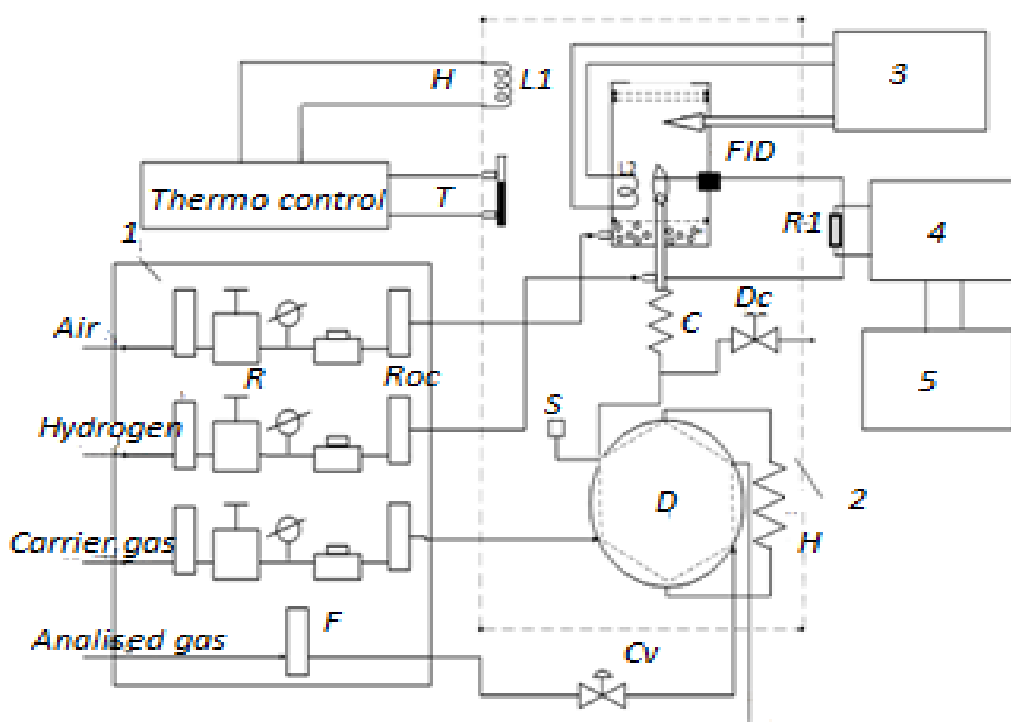 H
L1
3
FID
Thermo control
T
1
R1
4
Air
Dc
C
R
Roc
5
S
Hydrogen
D
2
Carrier gas
H
F
Analised gas
Cv